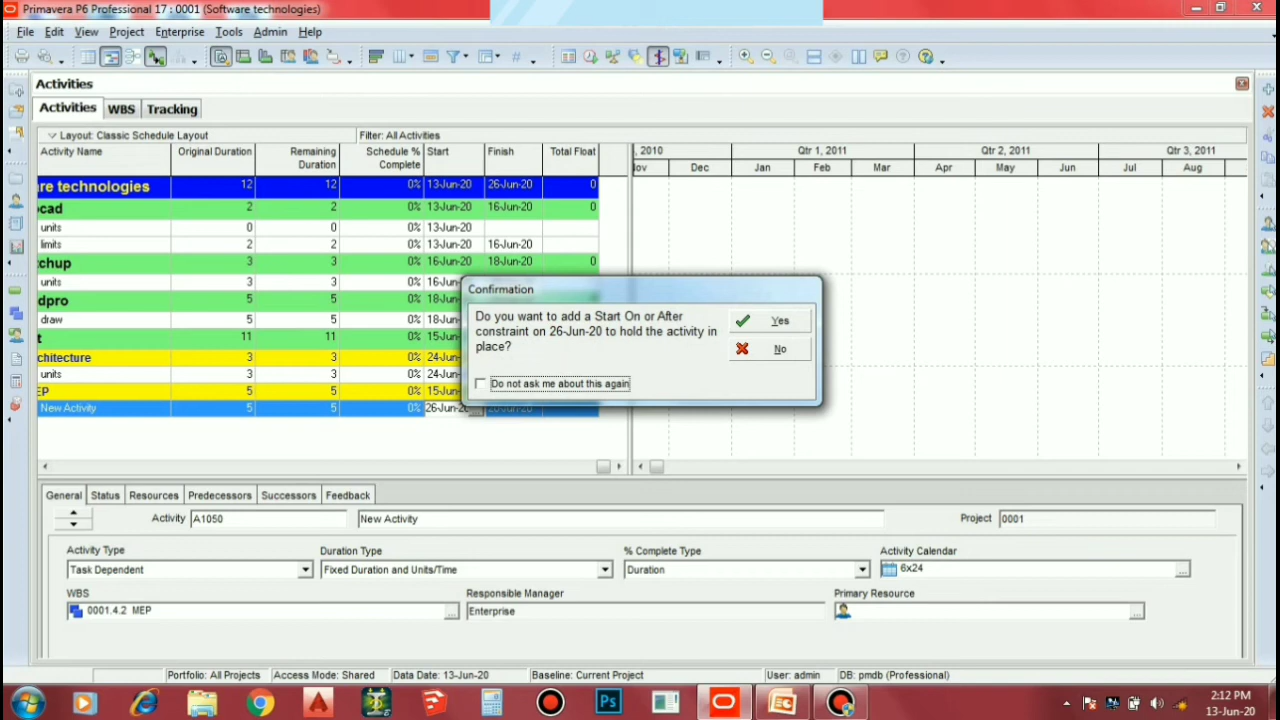 Primavera P6 Professional 17 : 0001 (Software technologies)
File Edit View Project Enterprise Tools Admin Help
Activities
Activities WBS Tracking
Layout: Classic Schedule Layout Filter: All Activities
Activity Name Original Duration Remaining Duration Schedule % Complete Start Finish Total Float
, 2010 Qtr 1, 2011 Qtr 2, 2011 Qtr 3, 2011
lov Dec Jan Feb Mar Apr May Jun Jul Aug
re technologies 12 12 0% 13-Jun-20 26-Jun-20 0
cad 2 2 0% 13-Jun-20 16-Jun-20 0
units 0 0 0% 13-Jun-20
limits 2 2 0% 13-Jun-20 16-Jun-20
chup 3 3 0% 16-Jun-20 18-Jun-20 0
units 3 3 0% 16-Jun
dpro 5 5 0% 18-Jun
draw 5 5 0% 18-Jun
t 11 11 0% 15-Jun
chitecture 3 3 0% 24-Jun
units 3 3 0% 24-Jun
EP 5 5 0% 15-Jun
New Activity 5 5 0% 26-Jun-20
Confirmation
Do you want to add a Start On or After
constraint on 26-Jun-20 to hold the activity in
place?
Yes
No
Do not ask me about this again
General Status Resources Predecessors Successors Feedback
Activity A1050 New Activity Project 0001
Activity Type Duration Type % Complete Type Activity Calendar
Task Dependent Fixed Duration and Units/Time Duration 6x24
WBS Responsible Manager Primary Resource
0001.4.2 MEP Enterprise
Portfolio: All Projects Access Mode: Shared Data Date: 13-Jun-20 Baseline: Current Project User: admin DB: pmdb (Professional)
Ps
2:12 PM
13-Jun-20